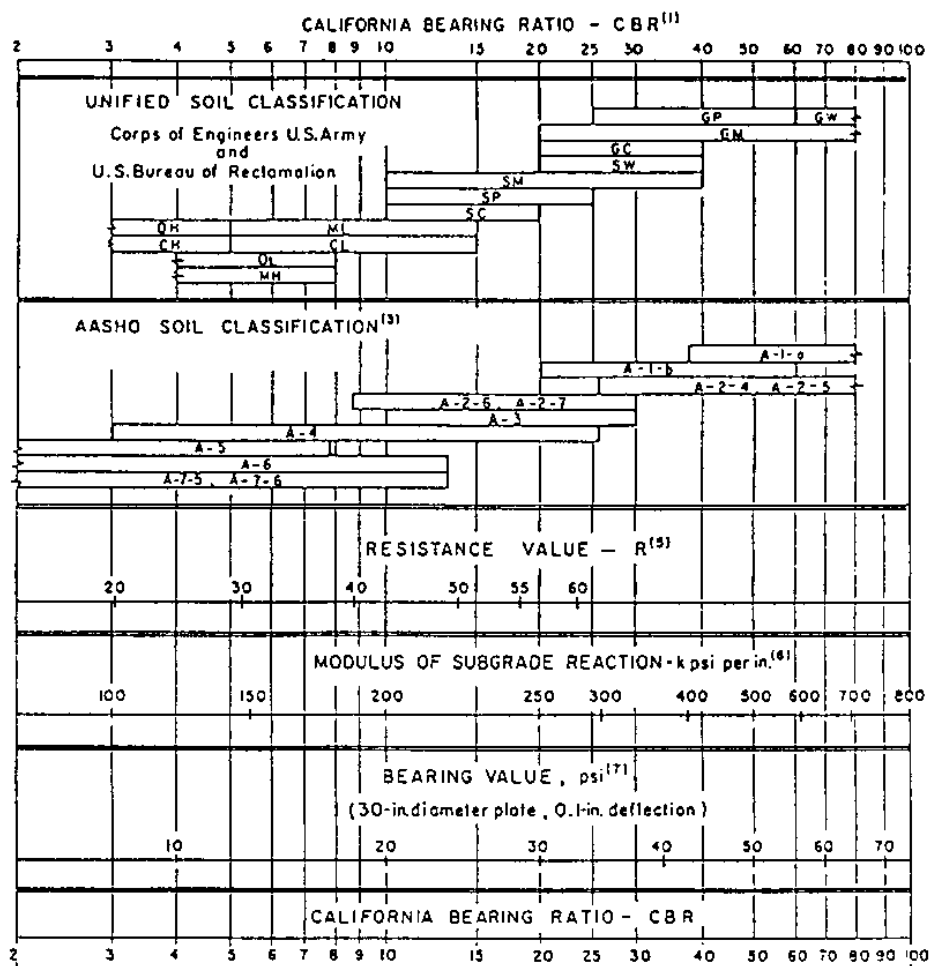 CALIFORNIA BEARING RATIO - CBR(1)
2 3 4 5 6 7 8 9 10 15 20 25 30 40 50 60 70 80 90 100
UNIFIED SOIL CLASSIFICATION
Corps of Engineers U.S.Army
and
U.S.Bureau of Reclamation
GP GW
GM
GC
SW
SM
SP
SC
OH ML
CH CL
OL
MH
AASHO SOIL CLASSIFICATION(3)
A-1-a
A-1-b
A-2-4, A-2-5
A-2-6, A-2-7
A-3
A-4
A-5
A-6
A-7-5, A-7-6
RESISTANCE VALUE - R(5)
20 30 40 50 55 60
MODULUS OF SUBGRADE REACTION-k psi per in.(6)
100 150 200 250 300 400 500 600 700 800
BEARING VALUE, psi(7)
(30-in.diameter plate, 0.1-in. deflection)
10 20 30 40 50 60 70
CALIFORNIA BEARING RATIO - CBR
2 3 4 5 6 7 8 9 10 15 20 25 30 40 50 60 70 80 90 100